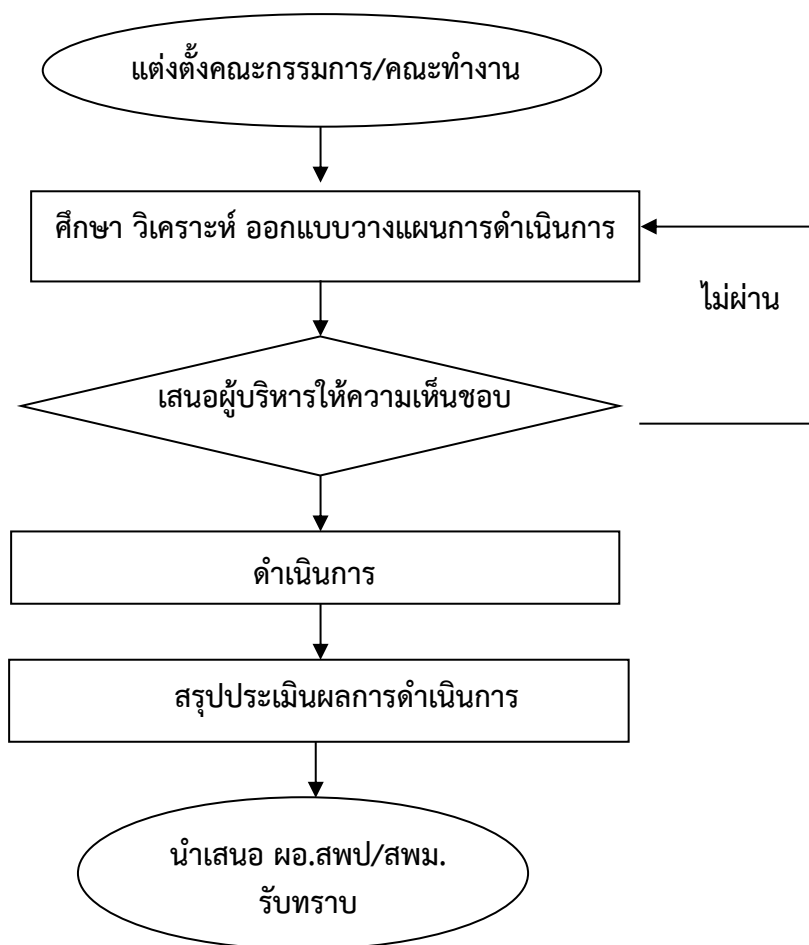 แต่งตั้งคณะกรรมการ/คณะทำงาน
ศึกษา วิเคราะห์ ออกแบบวางแผนการดำเนินการ
ไม่ผ่าน
เสนอผู้บริหารให้ความเห็นชอบ
ดำเนินการ
สรุปประเมินผลการดำเนินการ
นำเสนอ ผอ.สพป/สพม.
รับทราบ